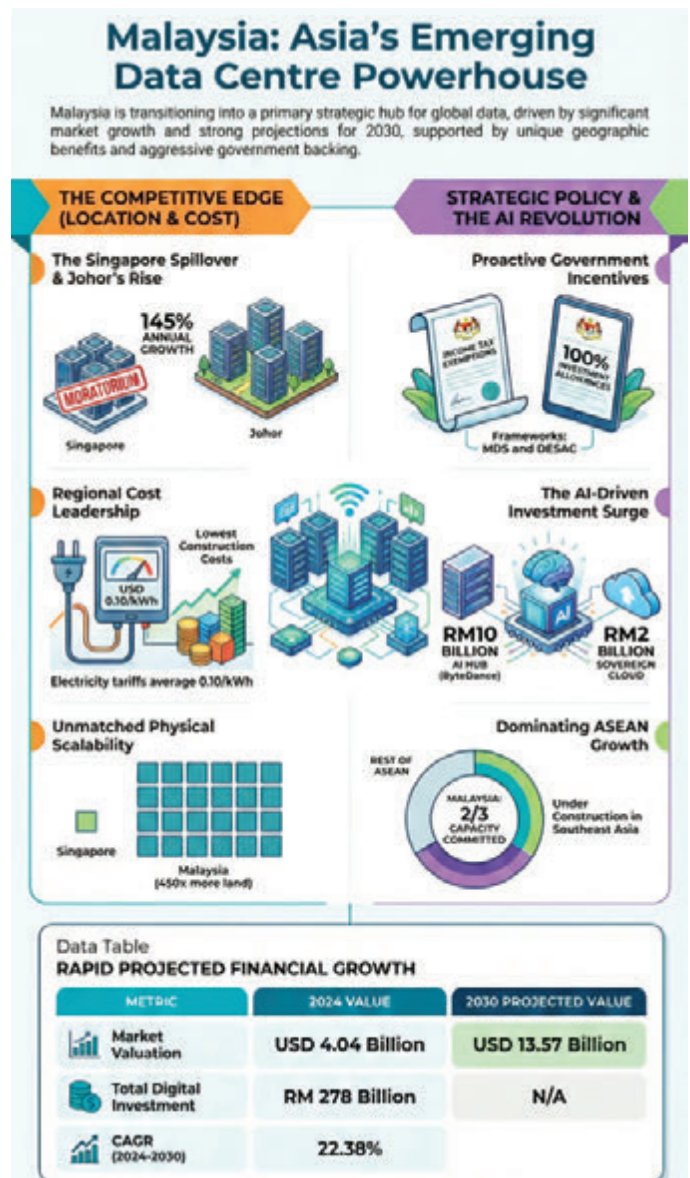 Malaysia: Asia's Emerging
Data Centre Powerhouse
Malaysia is transitioning into a primary strategic hub for global data, driven by significant
market growth and strong projections for 2030, supported by unique geographic
benefits and aggressive government backing.
THE COMPETITIVE EDGE
(LOCATION & COST)
The Singapore Spillover
& Johor's Rise
145%
ANNUAL
GROWTH
MORATORIUM
Singapore
Johor
Regional Cost
Leadership
Lowest
Construction
Costs
USD
0.10/kWh
Electricity tariffs average 0.10/kWh
Unmatched Physical
Scalability
Singapore
Malaysia
(450x more land)
STRATEGIC POLICY &
THE AI REVOLUTION
Proactive Government
Incentives
INCOME TAX
EXEMPTIONS
100%
INVESTMENT
ALLOWANCES
Frameworks:
MDS and DESAC
The AI-Driven
Investment Surge
AI
RM10
BILLION
AI HUB
(ByteDance)
RM2
BILLION
SOVEREIGN
CLOUD
Dominating ASEAN
Growth
REST OF
ASEAN
MALAYSIA:
2/3
CAPACITY
COMMITTED
Under
Construction in
Southeast Asia
Data Table
RAPID PROJECTED FINANCIAL GROWTH
METRIC 2024 VALUE 2030 PROJECTED VALUE
Market
Valuation
USD 4.04 Billion USD 13.57 Billion
Total Digital
Investment
RM 278 Billion N/A
CAGR
(2024-2030)
22.38%